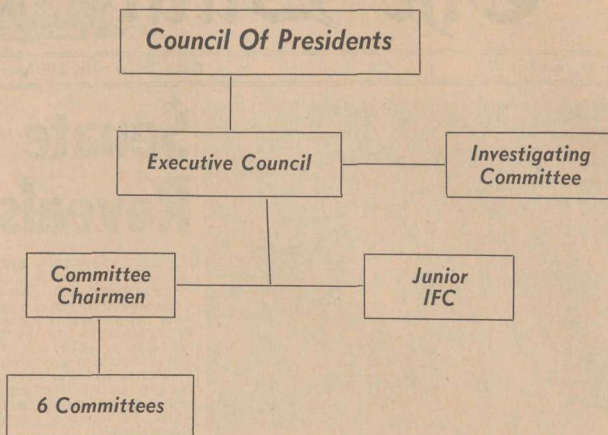 Council Of Presidents
Executive Council
Investigating
Committee
Committee
Chairmen
Junior
IFC
6 Committees